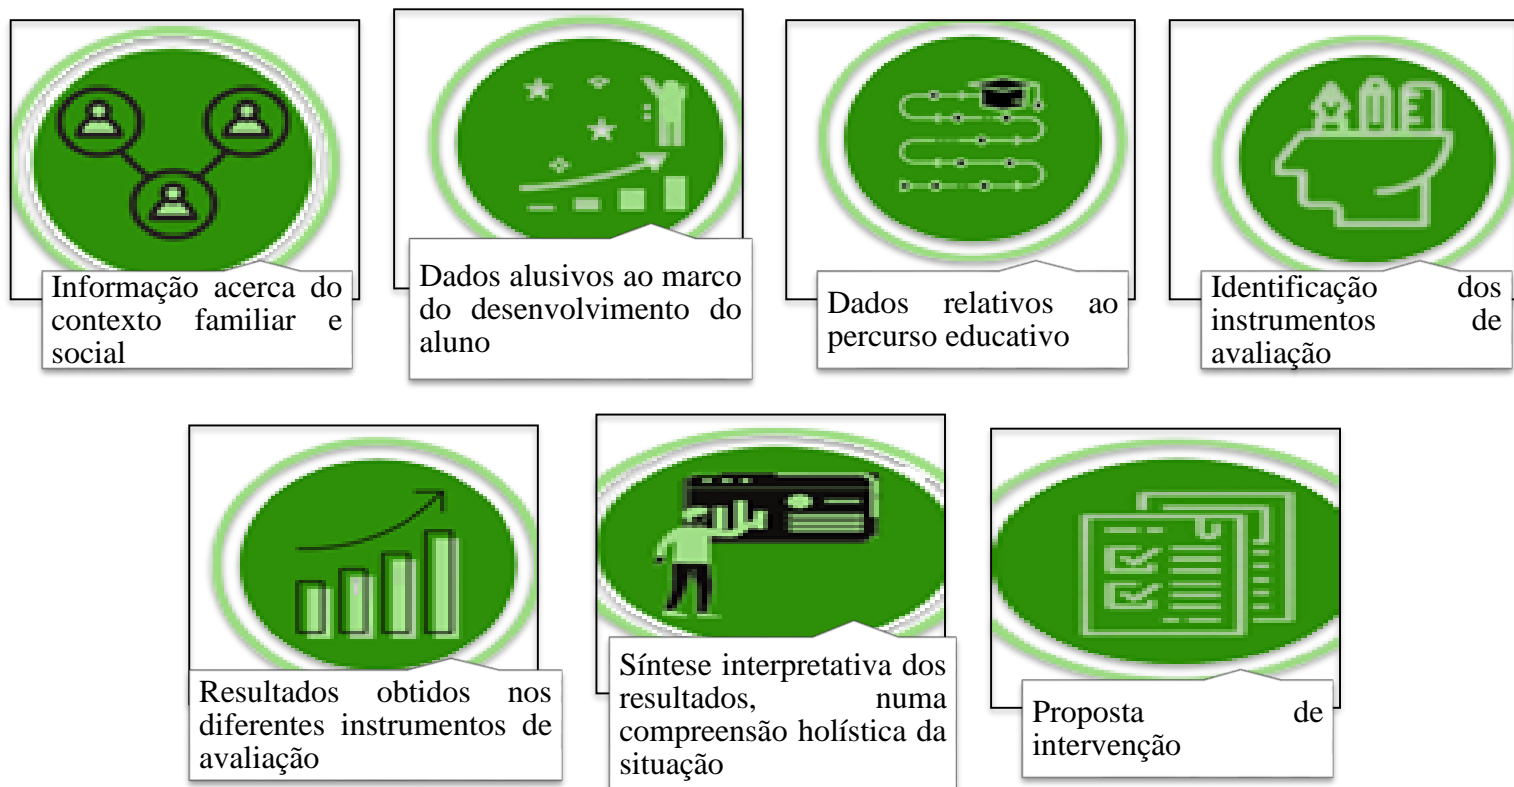 Informação acerca do
contexto familiar e
social
Dados alusivos ao marco
do desenvolvimento do
aluno
Dados relativos ao
percurso educativo
Identificação dos
instrumentos de
avaliação
Resultados obtidos nos
diferentes instrumentos de
avaliação
Síntese interpretativa dos
resultados, numa
compreensão holística da
situação
Proposta de
intervenção